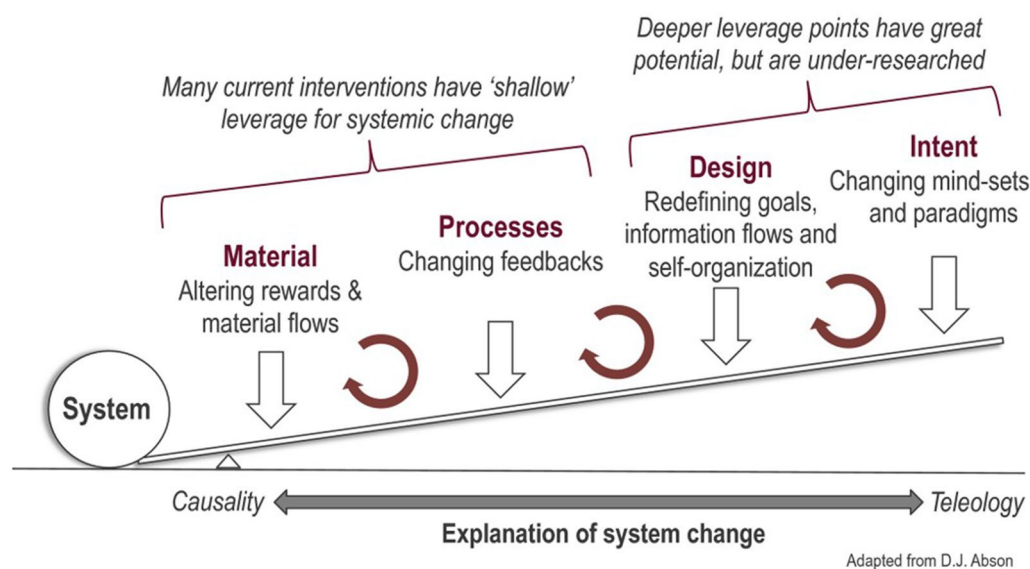 Many current interventions have ‘shallow’
leverage for systemic change
Deeper leverage points have great
potential, but are under-researched
Material
Altering rewards &
material flows
Processes
Changing feedbacks
Design
Redefining goals,
information flows and
self-organization
Intent
Changing mind-sets
and paradigms
System
Causality
Teleology
Explanation of system change
Adapted from D.J. Abson